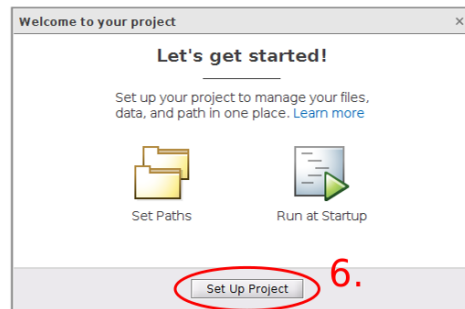 Welcome to your project
Let's get started!
Set up your project to manage your files,
data, and path in one place. Learn more
Set Paths
Run at Startup
Set Up Project
6.